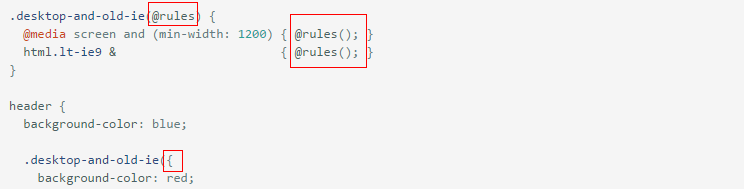 .desktop-and-old-ie(@rules) {
  @media screen and (min-width: 1200) { @rules(); }
  html.lt-ie9 &                       { @rules(); }
}
header {
  background-color: blue;
  .desktop-and-old-ie({
    background-color: red;